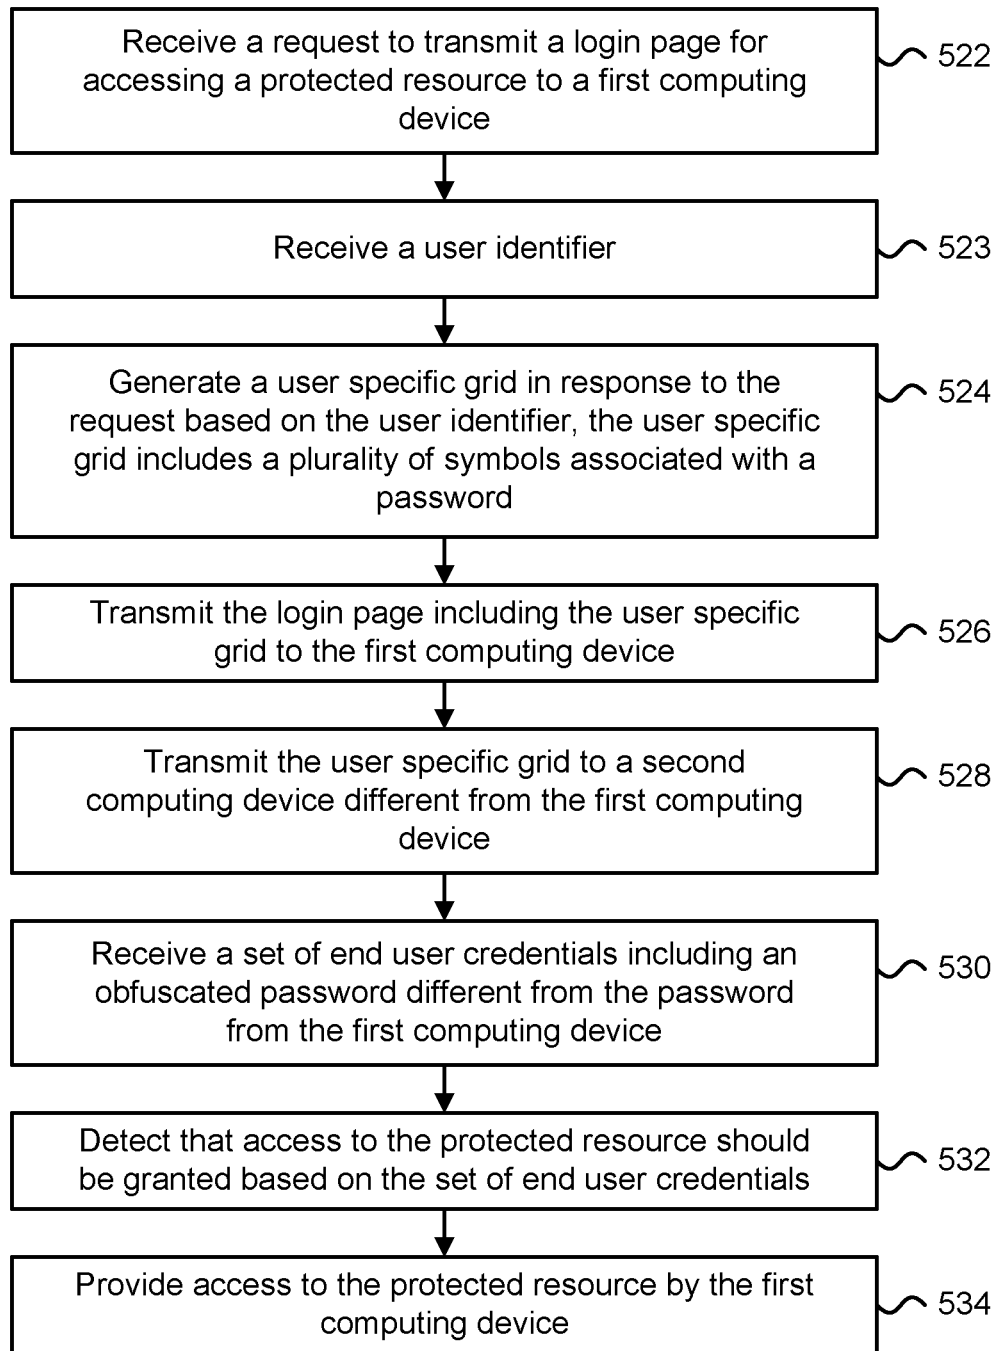 Receive a request to transmit a login page for
accessing a protected resource to a first computing
device
522
Receive a user identifier
523
Generate a user specific grid in response to the
request based on the user identifier, the user specific
grid includes a plurality of symbols associated with a
password
524
Transmit the login page including the user specific
grid to the first computing device
526
Transmit the user specific grid to a second
computing device different from the first computing
device
528
Receive a set of end user credentials including an
obfuscated password different from the password
from the first computing device
530
Detect that access to the protected resource should
be granted based on the set of end user credentials
532
Provide access to the protected resource by the first
computing device
534